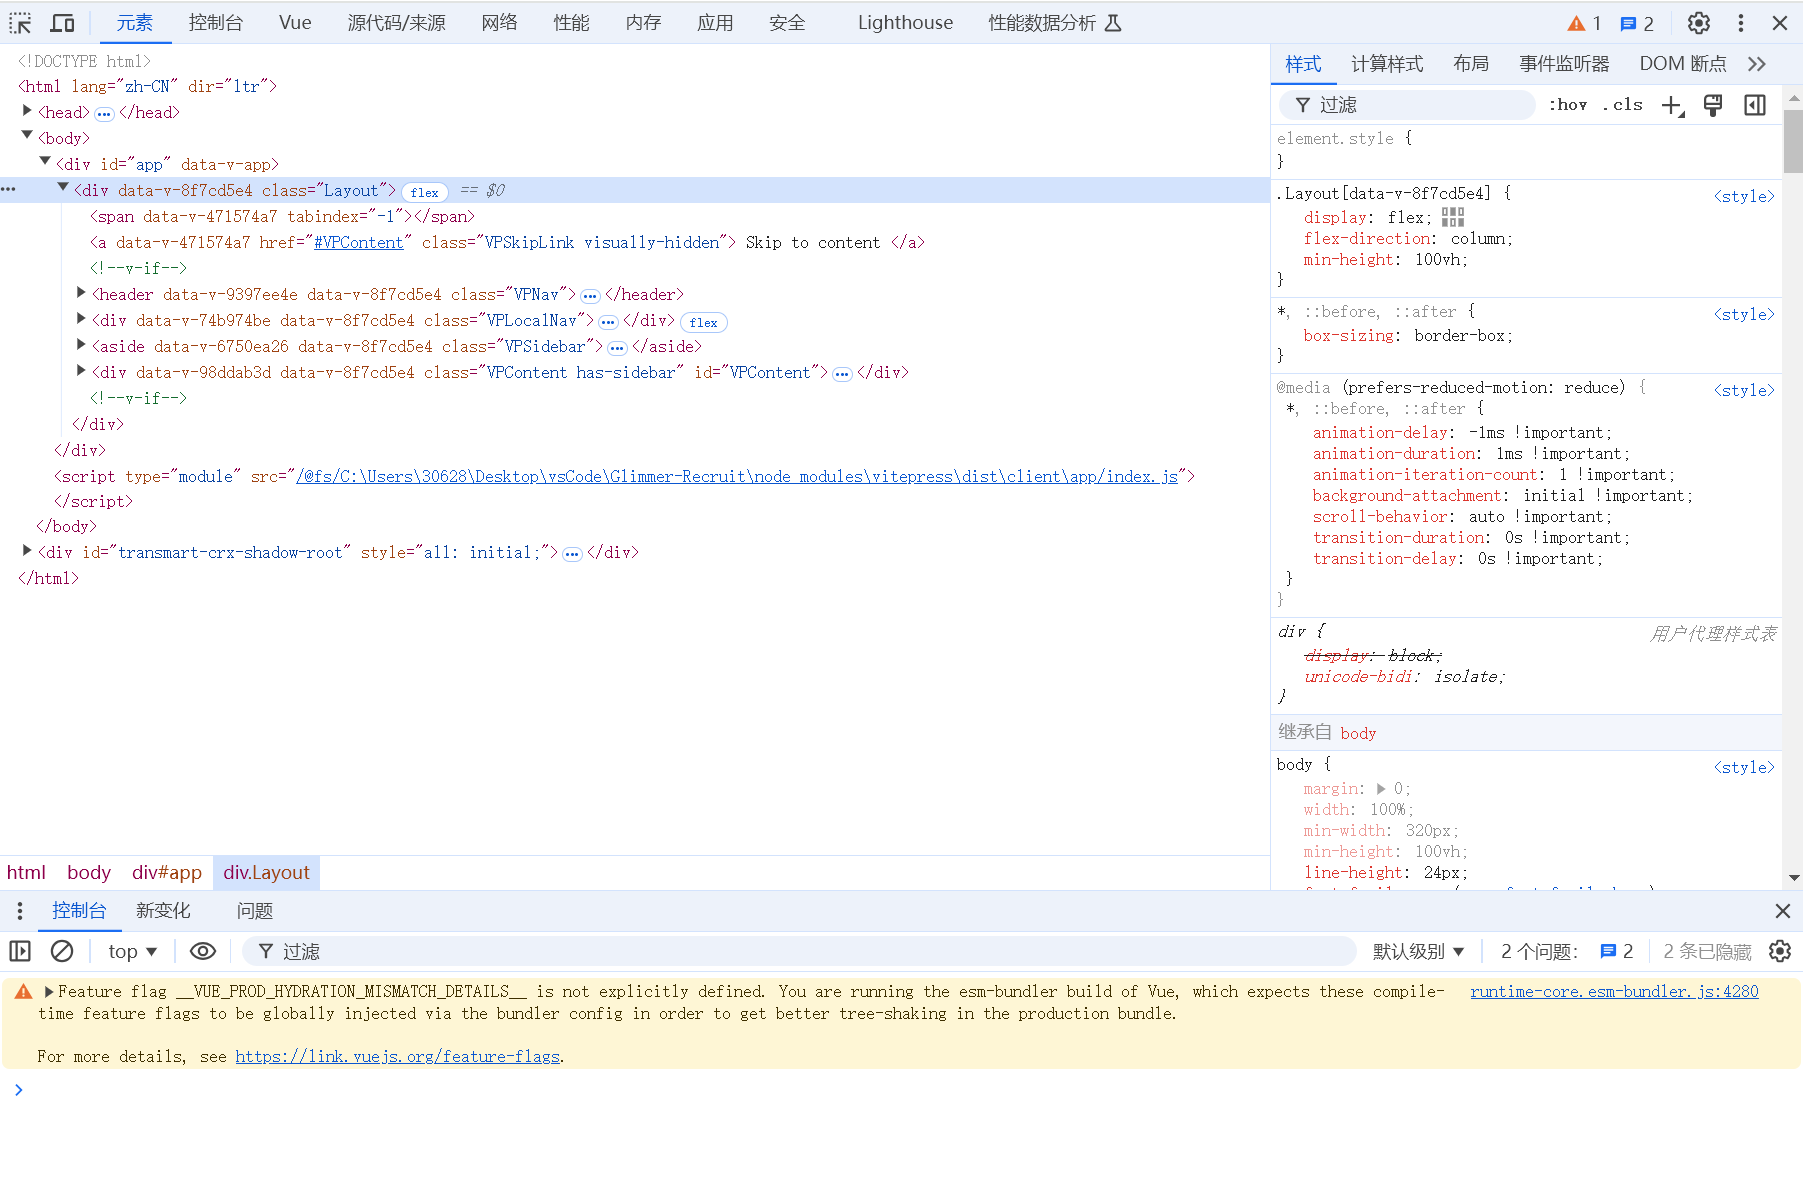 元素 控制台 Vue 源代码/来源 网络 性能 内存 应用 安全 Lighthouse 性能数据分析 1 2
<!DOCTYPE html>
<html lang="zh-CN" dir="ltr">
<head> ••• </head>
<body>
<div id="app" data-v-app>
••• <div data-v-8f7cd5e4 class="Layout"> flex == $0
<span data-v-471574a7 tabindex="-1"></span>
<a data-v-471574a7 href="#VPContent" class="VPSkipLink visually-hidden"> Skip to content </a>
<!--v-if-->
<header data-v-9397ee4e data-v-8f7cd5e4 class="VPNav"> ••• </header>
<div data-v-74b974be data-v-8f7cd5e4 class="VPLocalNav"> ••• </div> flex
<aside data-v-6750ea26 data-v-8f7cd5e4 class="VPSidebar"> ••• </aside>
<div data-v-98ddab3d data-v-8f7cd5e4 class="VPContent has-sidebar" id="VPContent"> ••• </div>
<!--v-if-->
</div>
</div>
<script type="module" src="/@fs/C:\Users\30628\Desktop\vsCode\Glimmer-Recruit\node_modules\vitepress\dist\client\app/index.js">
</script>
</body>
<div id="transmart-crx-shadow-root" style="all: initial;"> ••• </div>
</html>
html body div#app div.Layout
样式 计算样式 布局 事件监听器 DOM 断点
过滤 :hov .cls
element.style {
}
.Layout[data-v-8f7cd5e4] { <style>
display: flex;
flex-direction: column;
min-height: 100vh;
}
*, ::before, ::after { <style>
box-sizing: border-box;
}
@media (prefers-reduced-motion: reduce) { <style>
*, ::before, ::after {
animation-delay: -1ms !important;
animation-duration: 1ms !important;
animation-iteration-count: 1 !important;
background-attachment: initial !important;
scroll-behavior: auto !important;
transition-duration: 0s !important;
transition-delay: 0s !important;
}
}
div { 用户代理样式表
display: block;
unicode-bidi: isolate;
}
继承自 body
body { <style>
margin: 0;
width: 100%;
min-width: 320px;
min-height: 100vh;
line-height: 24px;
控制台 新变化 问题
top 过滤 默认级别 2 个问题: 2 2 条已隐藏
Feature flag __VUE_PROD_HYDRATION_MISMATCH_DETAILS__ is not explicitly defined. You are running the esm-bundler build of Vue, which expects these compile- runtime-core.esm-bundler.js:4280
time feature flags to be globally injected via the bundler config in order to get better tree-shaking in the production bundle.
For more details, see https://link.vuejs.org/feature-flags.